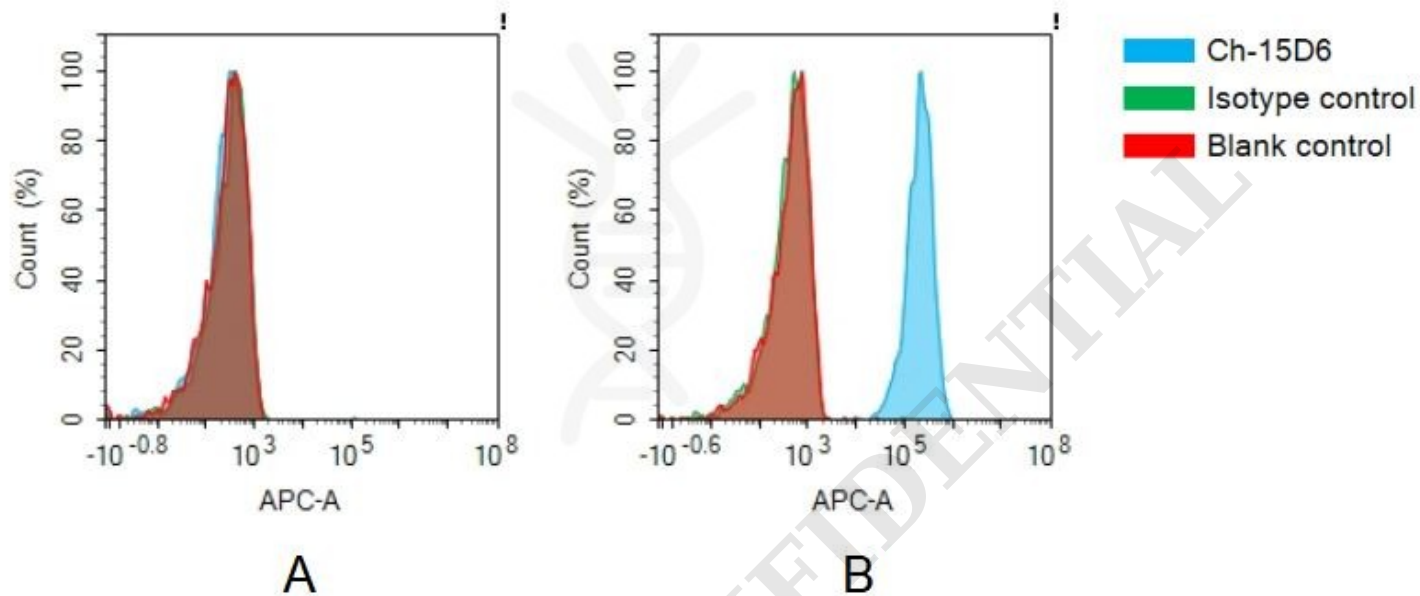 !
!
Ch-15D6
Isotype control
Blank control
Count (%)
100
80
60
40
20
0
-10^-0.8 10^3 10^5 10^8
APC-A
A
Count (%)
100
80
60
40
20
0
-10^-0.6 10^3 10^5 10^8
APC-A
B
FIDENTIAL